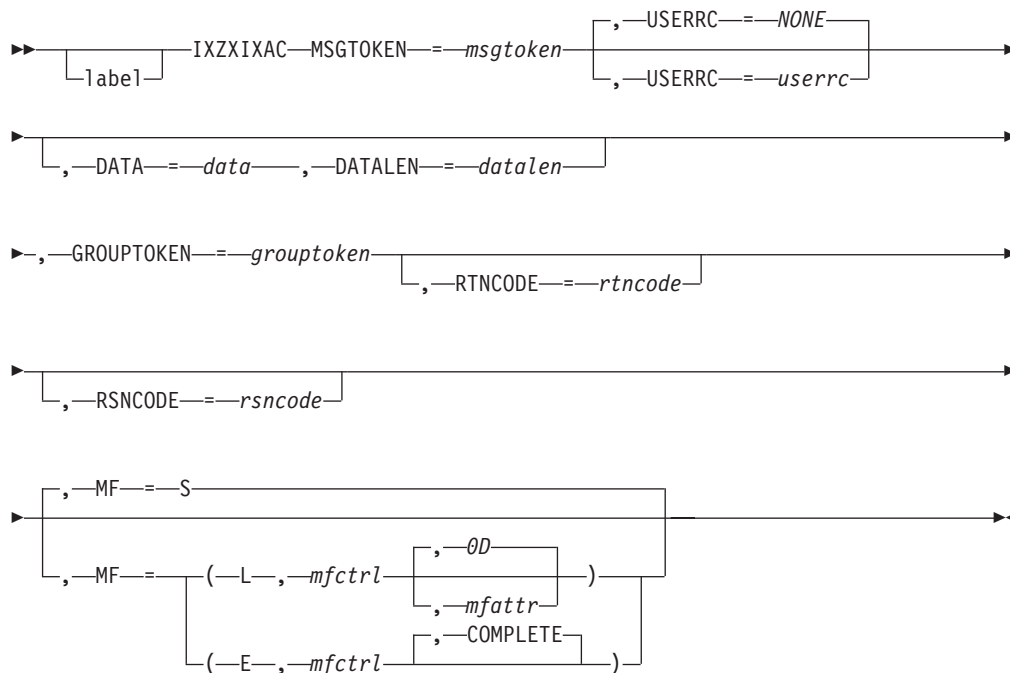 , USERRC = NONE
IXZXIXAC MSGTOKEN = msgtoken
label
, USERRC = userrc
, DATA = data , DATALEN = datalen
, GROUPTOKEN = grouptoken
, RTNCODE = rtncode
, RSNCODE = rsncode
, MF = S
, 0D
, MF = ( L , mfctrl )
, mfattr
, COMPLETE
( E , mfctrl )